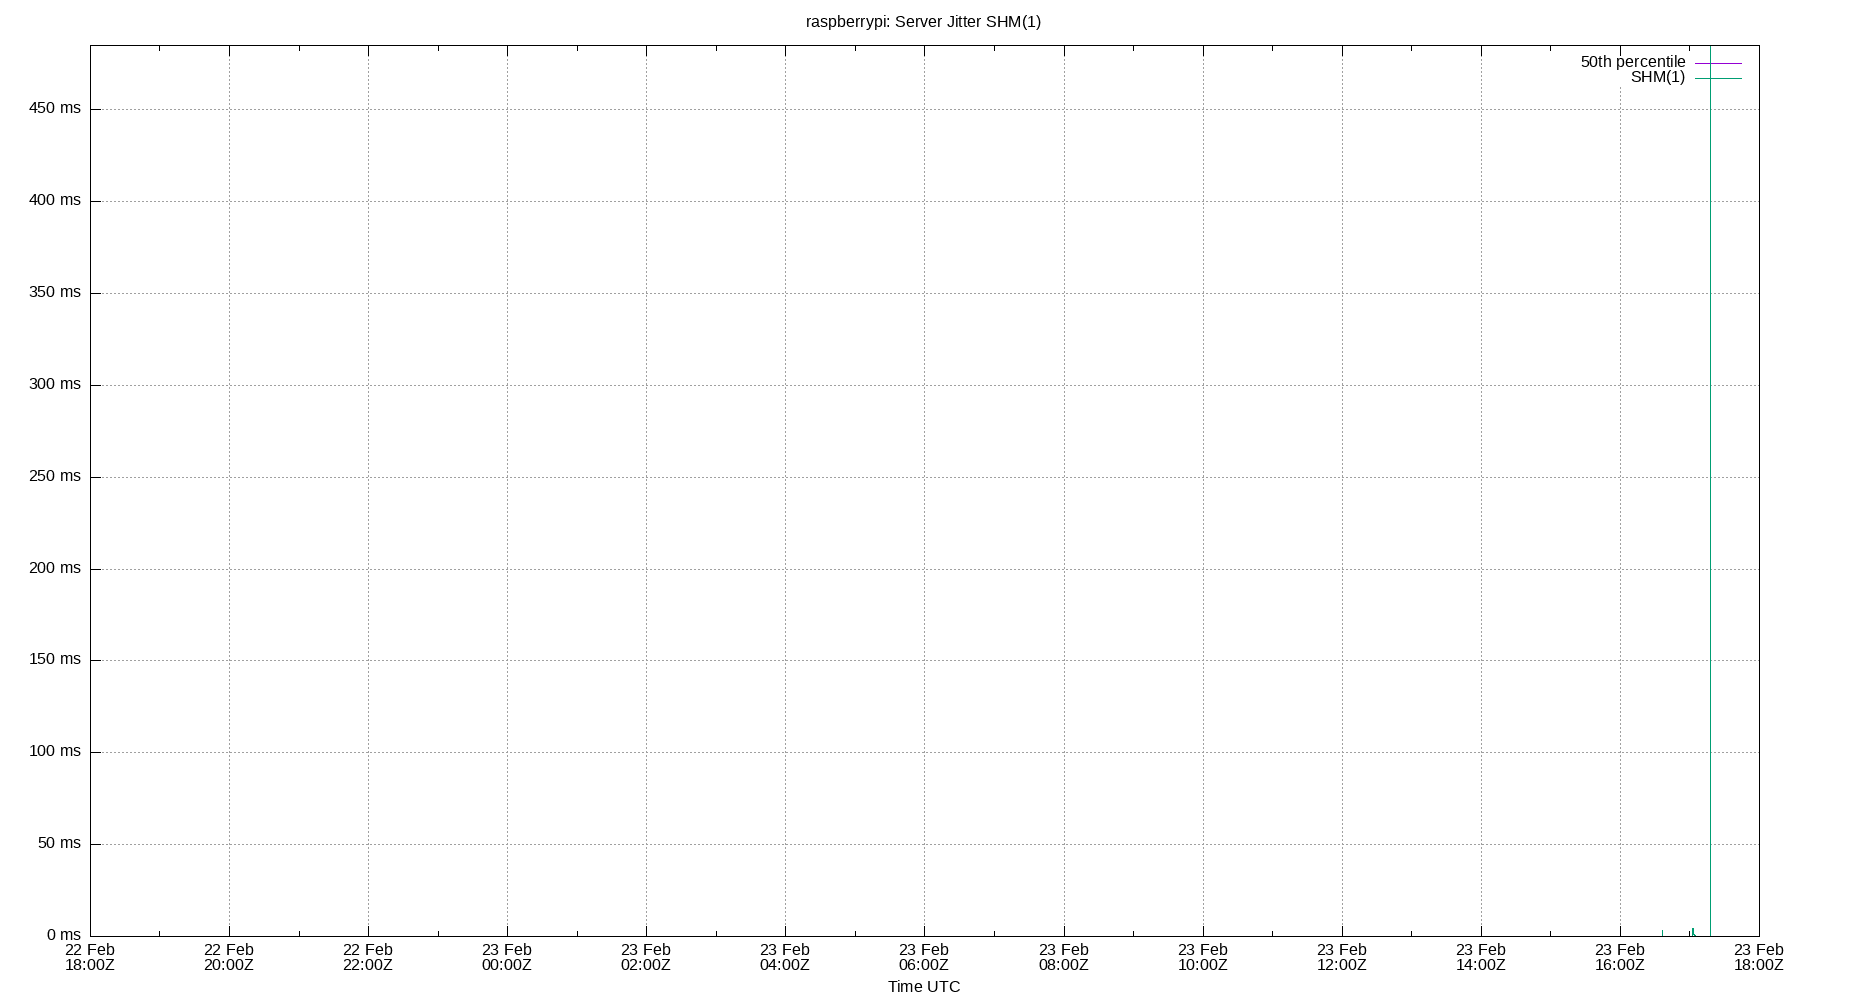 raspberrypi: Server Jitter SHM(1)
50th percentile
SHM(1)
450 ms
400 ms
350 ms
300 ms
250 ms
200 ms
150 ms
100 ms
50 ms
0 ms
22 Feb 22 Feb 22 Feb 23 Feb 23 Feb 23 Feb 23 Feb 23 Feb 23 Feb 23 Feb 23 Feb 23 Feb 23 Feb
18:00Z 20:00Z 22:00Z 00:00Z 02:00Z 04:00Z 06:00Z 08:00Z 10:00Z 12:00Z 14:00Z 16:00Z 18:00Z
Time UTC